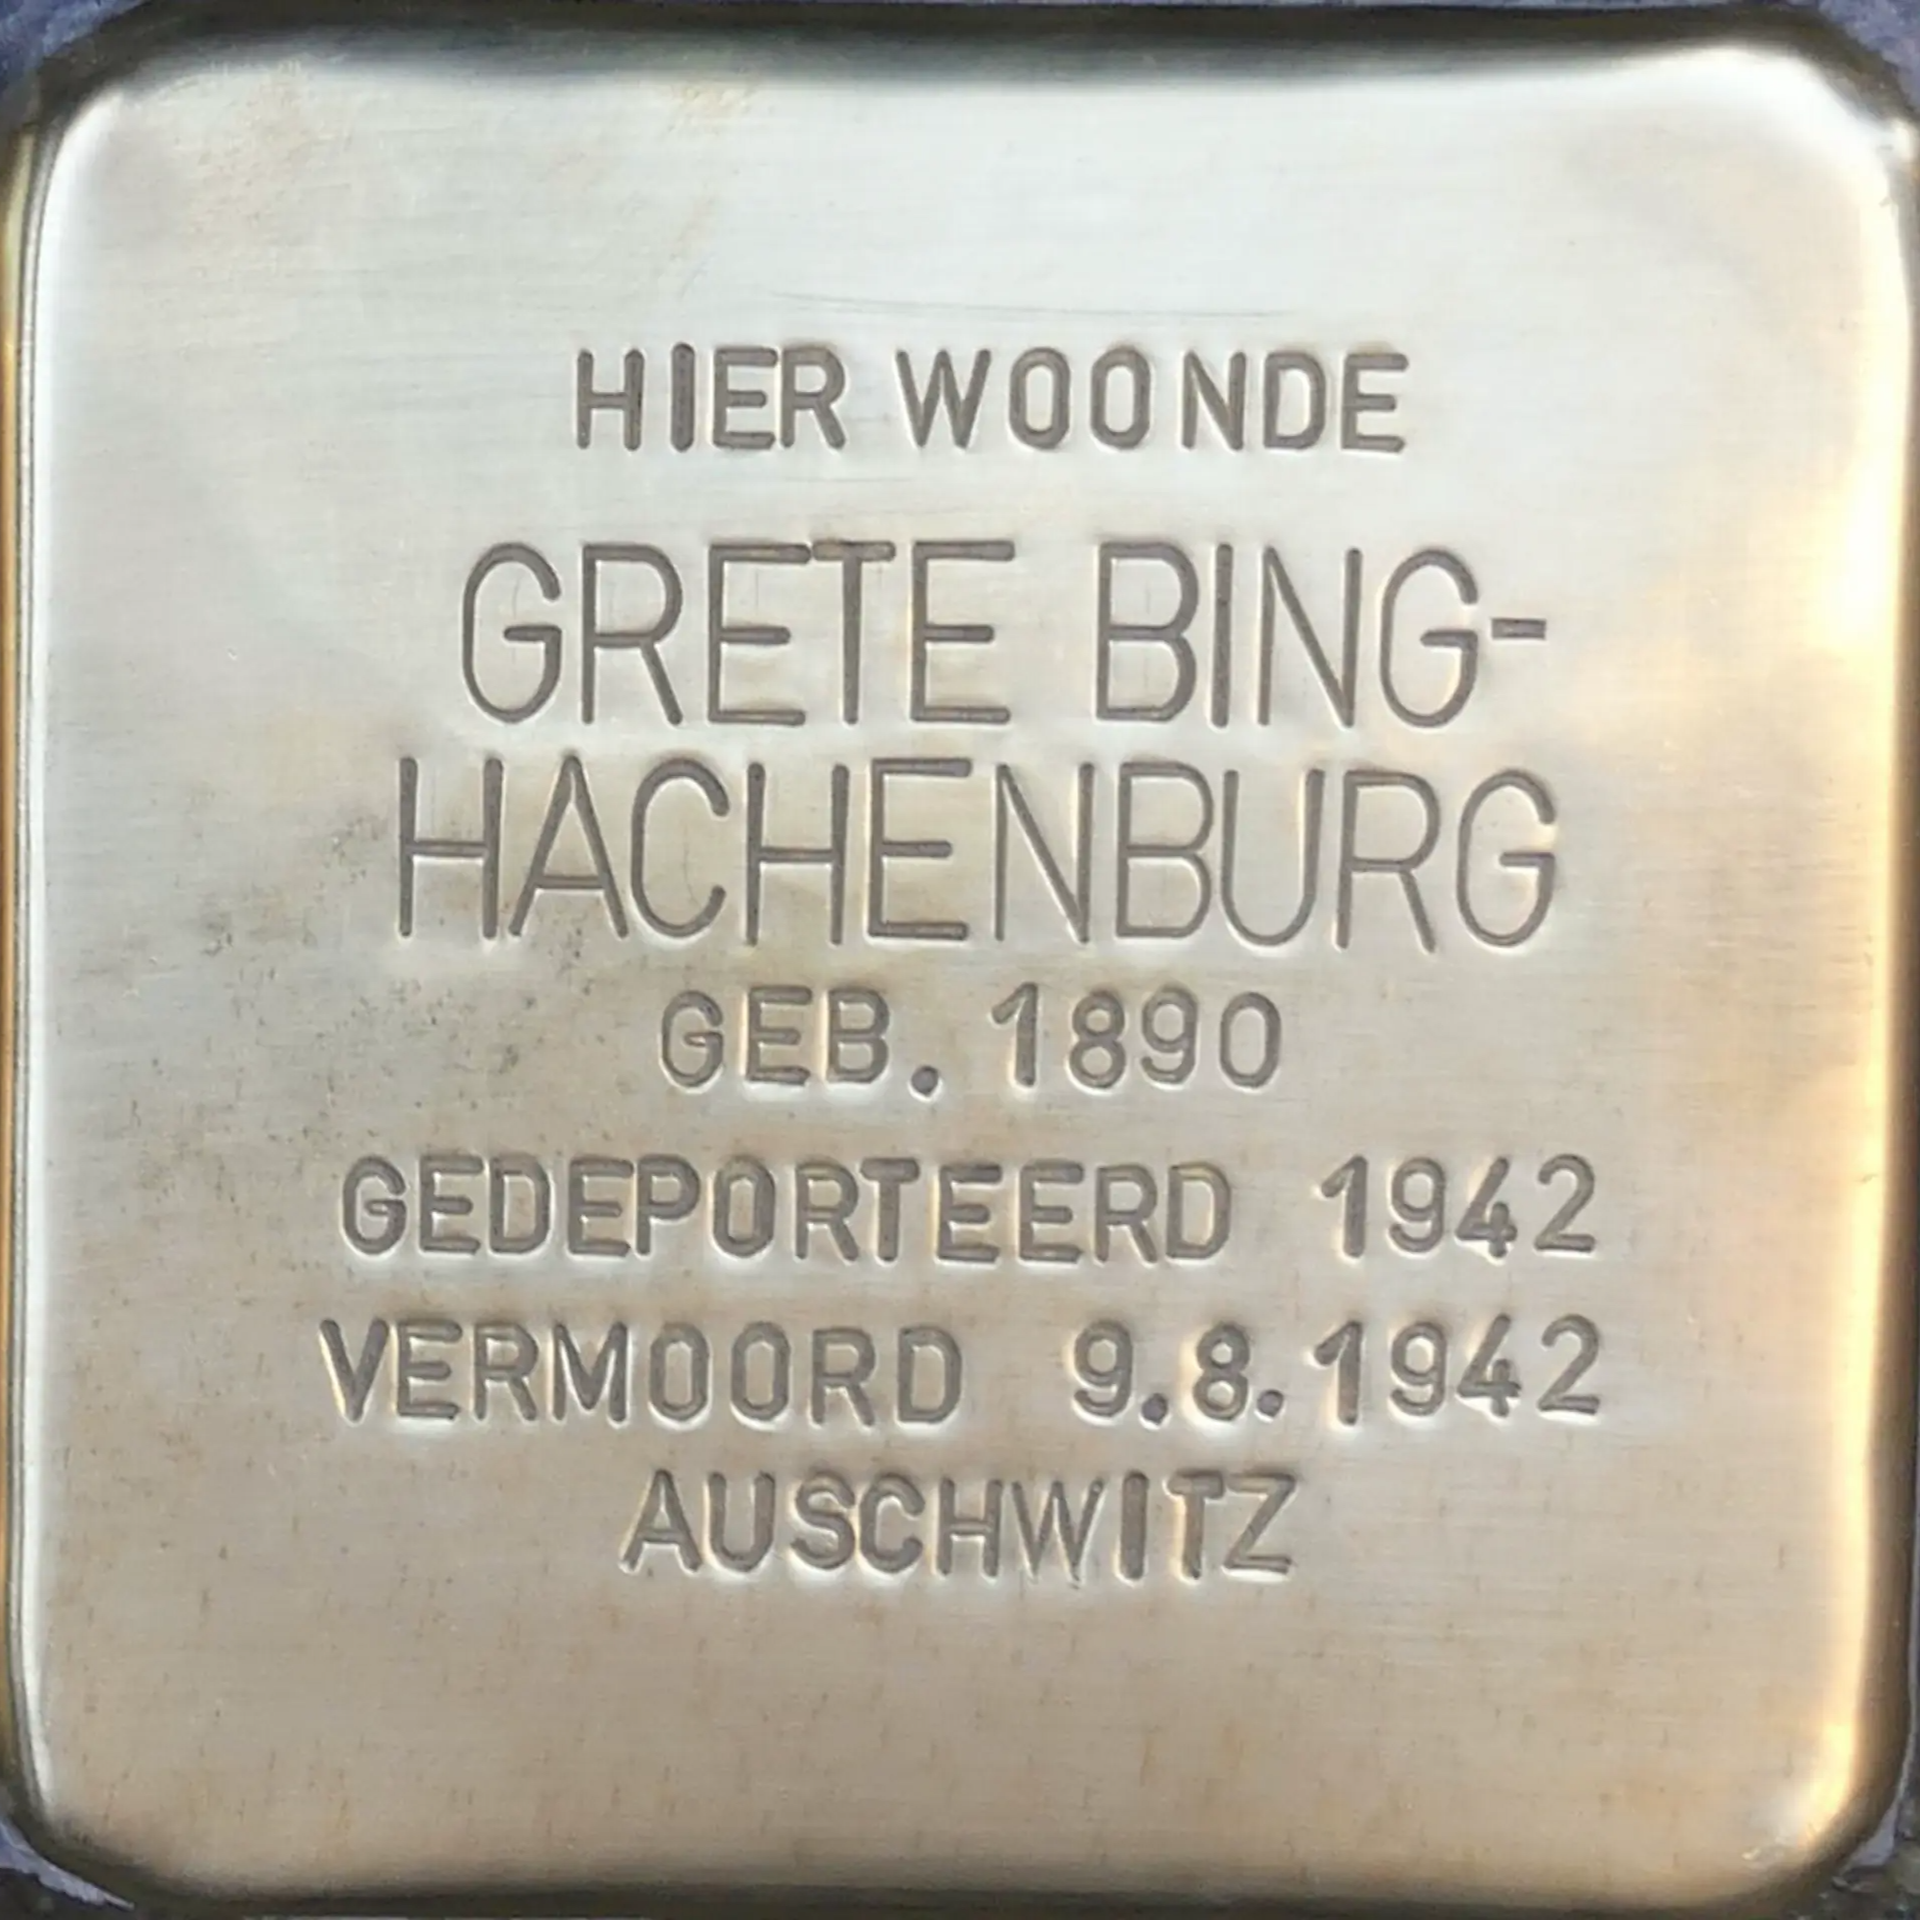 HIER WOONDE
GRETE BING-
HACHENBURG
GEB. 1890
GEDEPORTEERD 1942
VERMOORD 9.8.1942
AUSCHWITZ